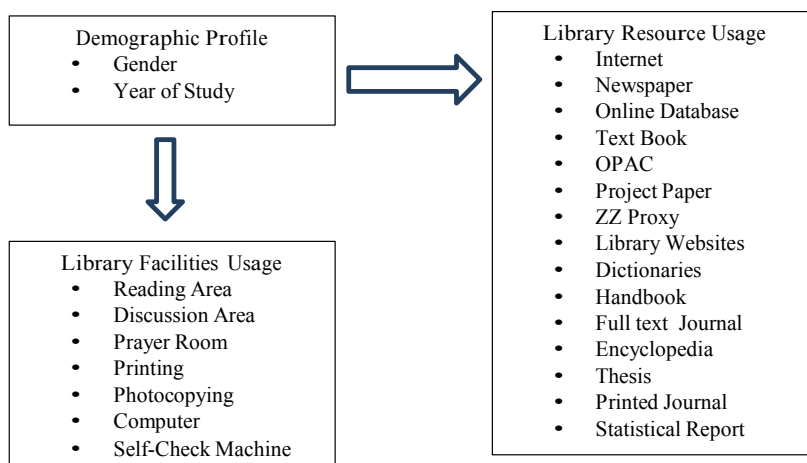 Demographic Profile
• Gender
• Year of Study
Library Facilities Usage
• Reading Area
• Discussion Area
• Prayer Room
• Printing
• Photocopying
• Computer
• Self-Check Machine
Library Resource Usage
• Internet
• Newspaper
• Online Database
• Text Book
• OPAC
• Project Paper
• ZZ Proxy
• Library Websites
• Dictionaries
• Handbook
• Full text Journal
• Encyclopedia
• Thesis
• Printed Journal
• Statistical Report